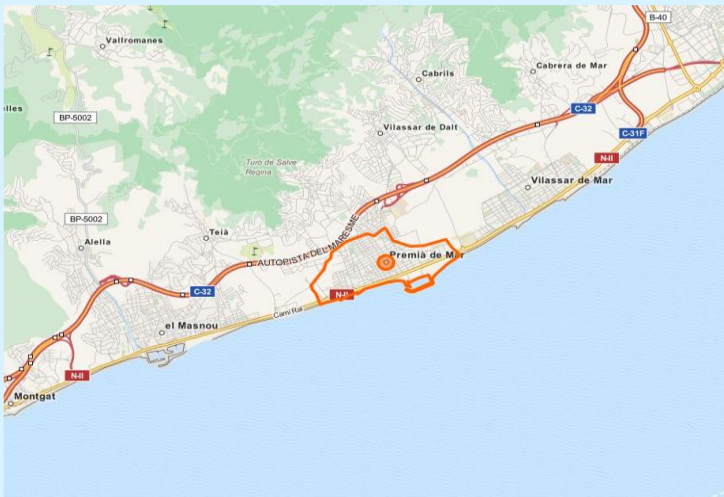 B-40
Vallromanes
Cabrils
Cabrera de Mar
elles
C-32
BP-5002
Vilassar de Dalt
C-31F
N-II
Turó de Salve
Regina
Vilassar de Mar
BP-5002
Teià
Alella
AUTOPISTA DEL MARESME
Premià de Mar
C-32
N-II
Camí Ral
el Masnou
N-II
Montgat